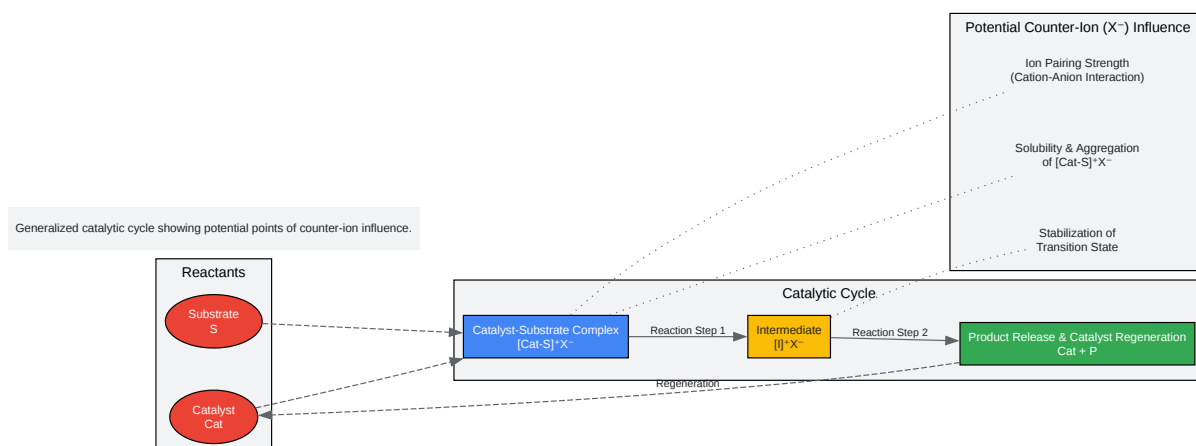 Potential Counter-Ion (X⁻) Influence
Ion Pairing Strength
(Cation-Anion Interaction)
Solubility & Aggregation
of [Cat-S]⁺X⁻
Stabilization of
Transition State
Generalized catalytic cycle showing potential points of counter-ion influence.
Reactants
Substrate
S
Catalyst
Cat
Catalytic Cycle
Catalyst-Substrate Complex
[Cat-S]⁺X⁻
Reaction Step 1
Intermediate
[I]⁺X⁻
Reaction Step 2
Product Release & Catalyst Regeneration
Cat + P
Regeneration